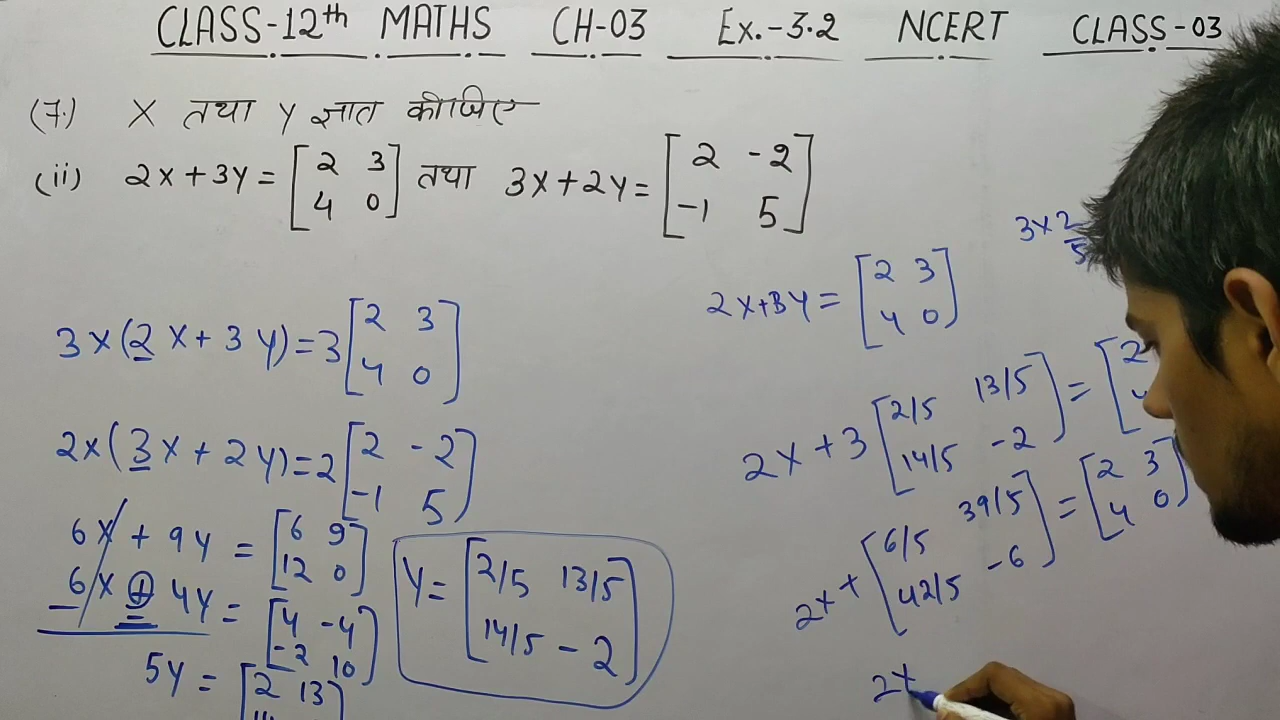 CLASS-12th MATHS CH-03 Ex.-3.2 NCERT CLASS-03
(7.) X तथा Y ज्ञात कीजिए
(ii) 2X+3Y = [2 3
4 0] तथा 3X+2Y = [2 -2
-1 5]
3×(2X+3Y)=3[2 3
4 0]
2×(3X+2Y)=2[2 -2
-1 5]
6X + 9Y = [6 9
12 0]
6X + 4Y = [4 -4
-2 10]
5Y = [2 13
Y = [2/5 13/5
14/5 -2]
3×2/5
2X+3Y = [2 3
4 0]
2X+3[2/5 13/5
14/5 -2] = [2
2X+[6/5 39/5
42/5 -6] = [2 3
4 0]
2X